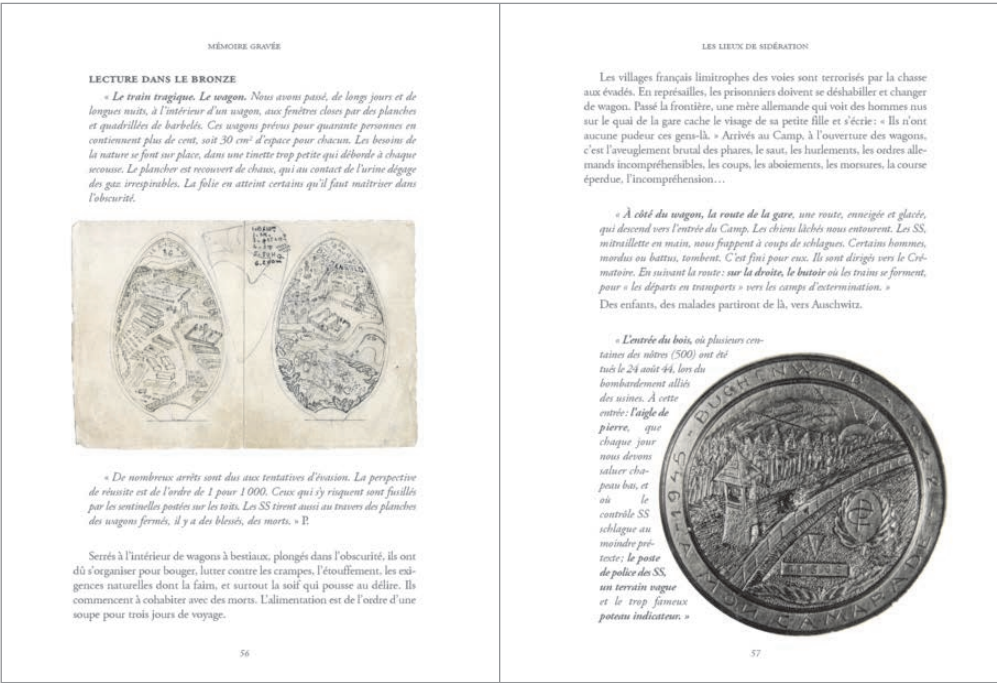 MÉMOIRE GRAVÉE
LECTURE DANS LE BRONZE
« Le train tragique. Le wagon. Nous avons passé, de longs jours et de
longues nuits, à l'intérieur d'un wagon, aux fenêtres closes par des planches
et quadrillées de barbelés. Ces wagons prévus pour quarante personnes en
contiennent plus de cent, soit 30 cm² d'espace pour chacun. Les besoins de
la nature se font sur place, dans une tinette trop petite qui déborde à chaque
secousse. Le plancher est recouvert de chaux, qui au contact de l'urine dégage
des gaz irrespirables. La folie en atteint certains qu'il faut maîtriser dans
l'obscurité.
« De nombreux arrêts sont dus aux tentatives d'évasion. La perspective
de réussite est de l'ordre de 1 pour 1 000. Ceux qui s'y risquent sont fusillés
par les sentinelles postées sur les toits. Les SS tirent aussi au travers des planches
des wagons fermés, il y a des blessés, des morts. » P.
Serrés à l'intérieur de wagons à bestiaux, plongés dans l'obscurité, ils ont
dû s'organiser pour bouger, lutter contre les crampes, l'étouffement, les exi-
gences naturelles dont la faim, et surtout la soif qui pousse au délire. Ils
commencent à cohabiter avec des morts. L'alimentation est de l'ordre d'une
soupe pour trois jours de voyage.
56
LES LIEUX DE SIDÉRATION
Les villages français limitrophes des voies sont terrorisés par la chasse
aux évadés. En représailles, les prisonniers doivent se déshabiller et changer
de wagon. Passé la frontière, une mère allemande qui voit des hommes nus
sur le quai de la gare cache le visage de sa petite fille et s'écrie : « Ils n'ont
aucune pudeur ces gens-là. » Arrivés au Camp, à l'ouverture des wagons,
c'est l'aveuglement brutal des phares, le saut, les hurlements, les ordres alle-
mands incompréhensibles, les coups, les aboiements, les morsures, la course
éperdue, l'incompréhension…
« À côté du wagon, la route de la gare, une route, enneigée et glacée,
qui descend vers l'entrée du Camp. Les chiens lâchés nous entourent. Les SS,
mitraillette en main, nous frappent à coups de schlagues. Certains hommes,
mordus ou battus, tombent. C'est fini pour eux. Ils sont dirigés vers le Cré-
matoire. En suivant la route : sur la droite, le butoir où les trains se forment,
pour « les départs en transports » vers les camps d'extermination. »
Des enfants, des malades partiront de là, vers Auschwitz.
« L'entrée du bois, où plusieurs cen-
taines des nôtres (500) ont été
tués le 24 août 44, lors du
bombardement alliés
des usines. À cette
entrée : l'aigle de
pierre, que
chaque jour
nous devons
saluer cha-
peau bas, et
où le
contrôle SS
schlague au
moindre pré-
texte ; le poste
de police des SS,
un terrain vague
et le trop fameux
poteau indicateur. »
BUCHENWALD
1945
A MON CAMARADE
57